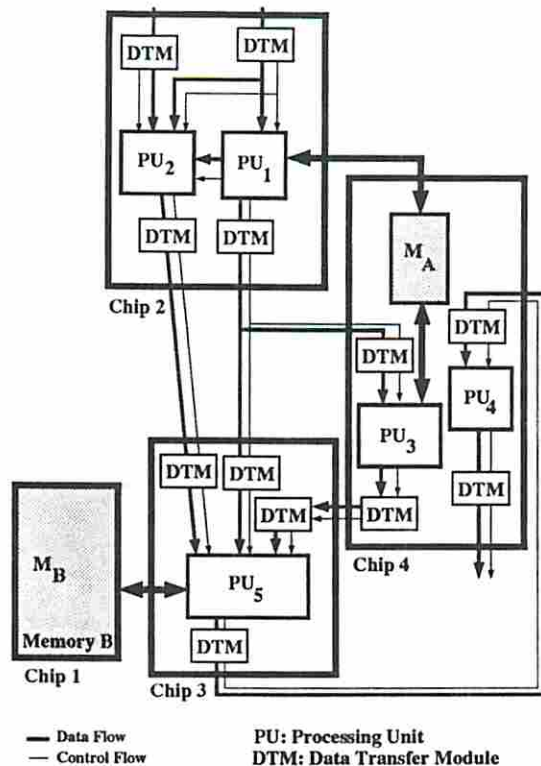 DTM
DTM
PU2
PU1
DTM
DTM
Chip 2
MA
DTM
DTM
PU4
PU3
DTM
DTM
DTM
DTM
DTM
MB
PU5
Memory B
Chip 4
DTM
Chip 1
Chip 3
Data Flow
PU: Processing Unit
Control Flow
DTM: Data Transfer Module